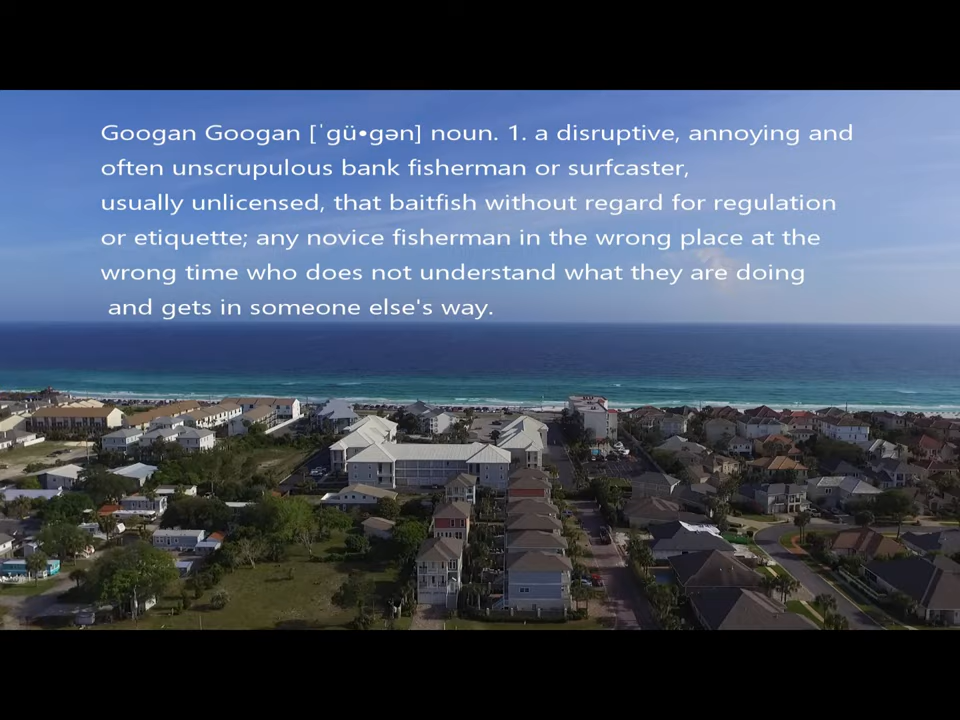 Googan Googan [ˈgü•gən] noun. 1. a disruptive, annoying and
often unscrupulous bank fisherman or surfcaster,
usually unlicensed, that baitfish without regard for regulation
or etiquette; any novice fisherman in the wrong place at the
wrong time who does not understand what they are doing
and gets in someone else's way.